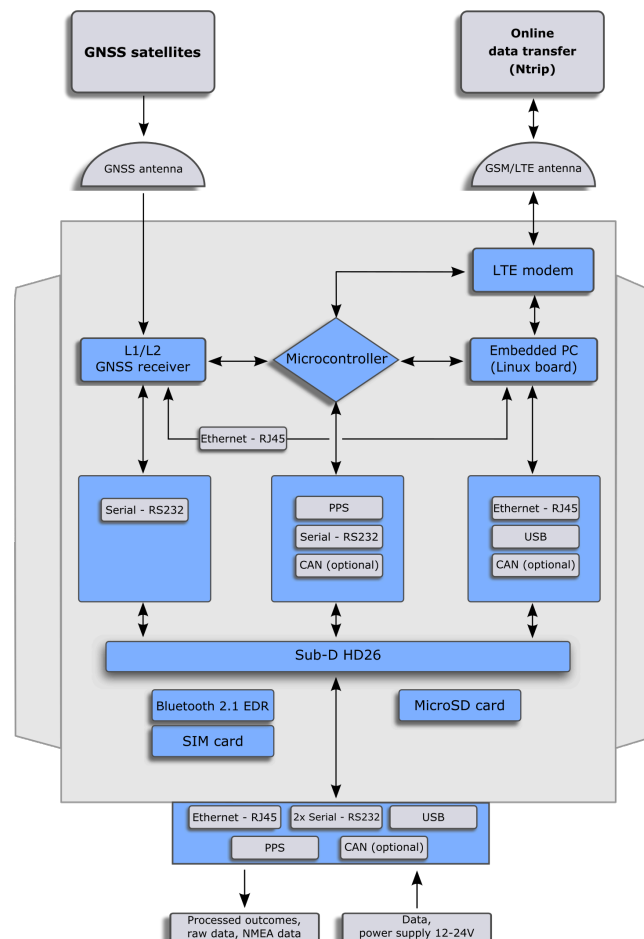 GNSS satellites
Online
data transfer
(Ntrip)
GNSS antenna
GSM/LTE antenna
LTE modem
L1/L2
GNSS receiver
Microcontroller
Embedded PC
(Linux board)
Ethernet - RJ45
Serial - RS232
PPS
Serial - RS232
CAN (optional)
Ethernet - RJ45
USB
CAN (optional)
Sub-D HD26
Bluetooth 2.1 EDR
SIM card
MicroSD card
Ethernet - RJ45
2x Serial - RS232
USB
PPS
CAN (optional)
Processed outcomes,
raw data, NMEA data
Data,
power supply 12-24V